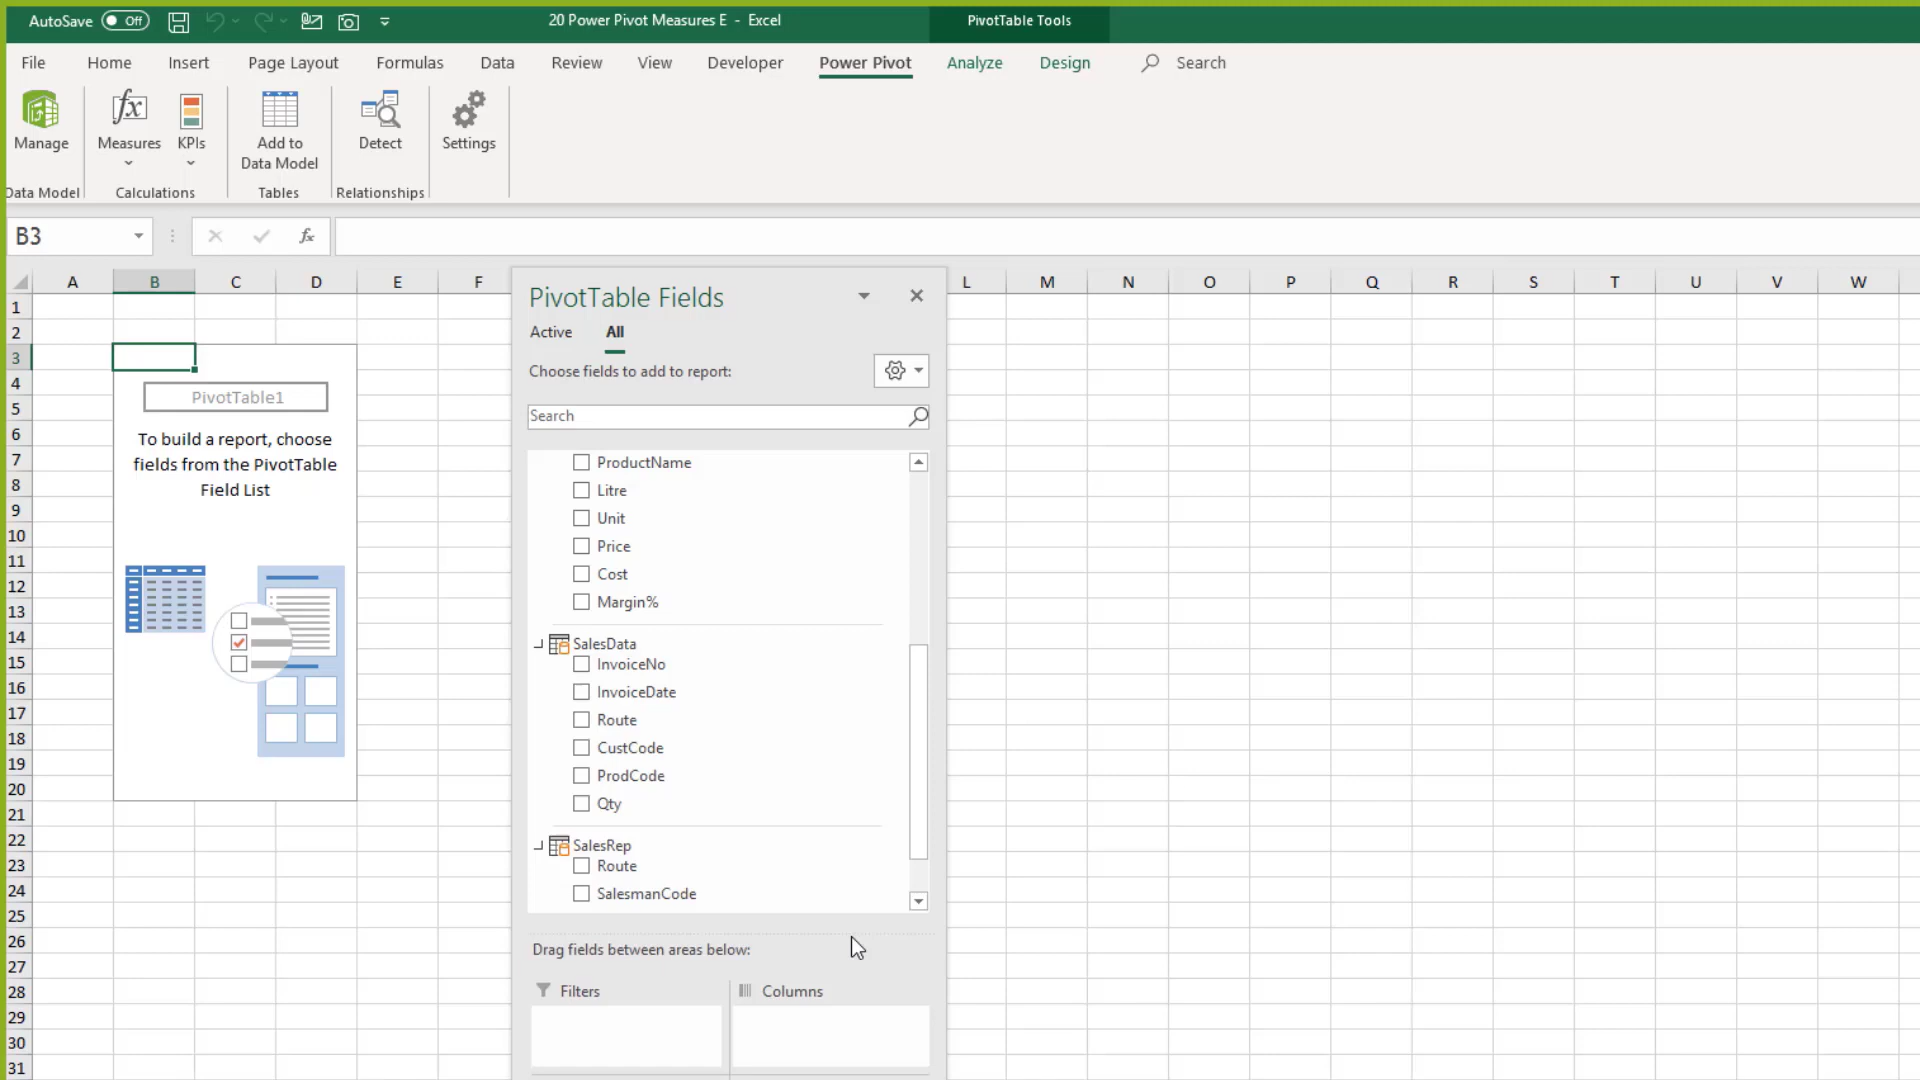 AutoSave Off
20 Power Pivot Measures E - Excel
PivotTable Tools
File Home Insert Page Layout Formulas Data Review View Developer Power Pivot Analyze Design Search
Manage
Measures
KPIs
Add to
Data Model
Detect
Settings
Data Model
Calculations
Tables
Relationships
B3
fx
A B C D E F L M N O P Q R S T U V W
1
2
3
4
5
6
7
8
9
10
11
12
13
14
15
16
17
18
19
20
21
22
23
24
25
26
27
28
29
30
31
PivotTable1
To build a report, choose
fields from the PivotTable
Field List
PivotTable Fields
Active All
Choose fields to add to report:
Search
ProductName
Litre
Unit
Price
Cost
Margin%
SalesData
InvoiceNo
InvoiceDate
Route
CustCode
ProdCode
Qty
SalesRep
Route
SalesmanCode
Drag fields between areas below:
Filters
Columns